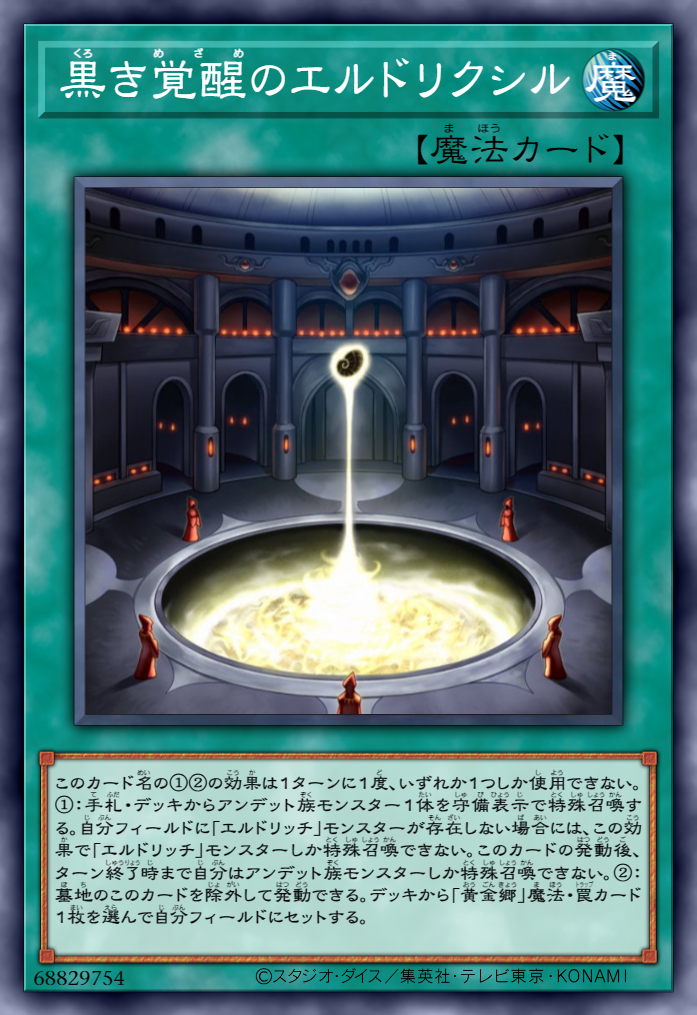 黒き覚醒のエルドリクシル 魔
【魔法カード】
このカード名の①②の効果は1ターンに1度、いずれか1つしか使用できない。
①:手札・デッキからアンデット族モンスター1体を守備表示で特殊召喚す
る。自分フィールドに「エルドリッチ」モンスターが存在しない場合には、この効
果で「エルドリッチ」モンスターしか特殊召喚できない。このカードの発動後、
ターン終了時まで自分はアンデット族モンスターしか特殊召喚できない。②:
墓地のこのカードを除外して発動できる。デッキから「黄金郷」魔法・罠カード
1枚を選んで自分フィールドにセットする。
68829754 ©スタジオ・ダイス/集英社・テレビ東京・KONAMI